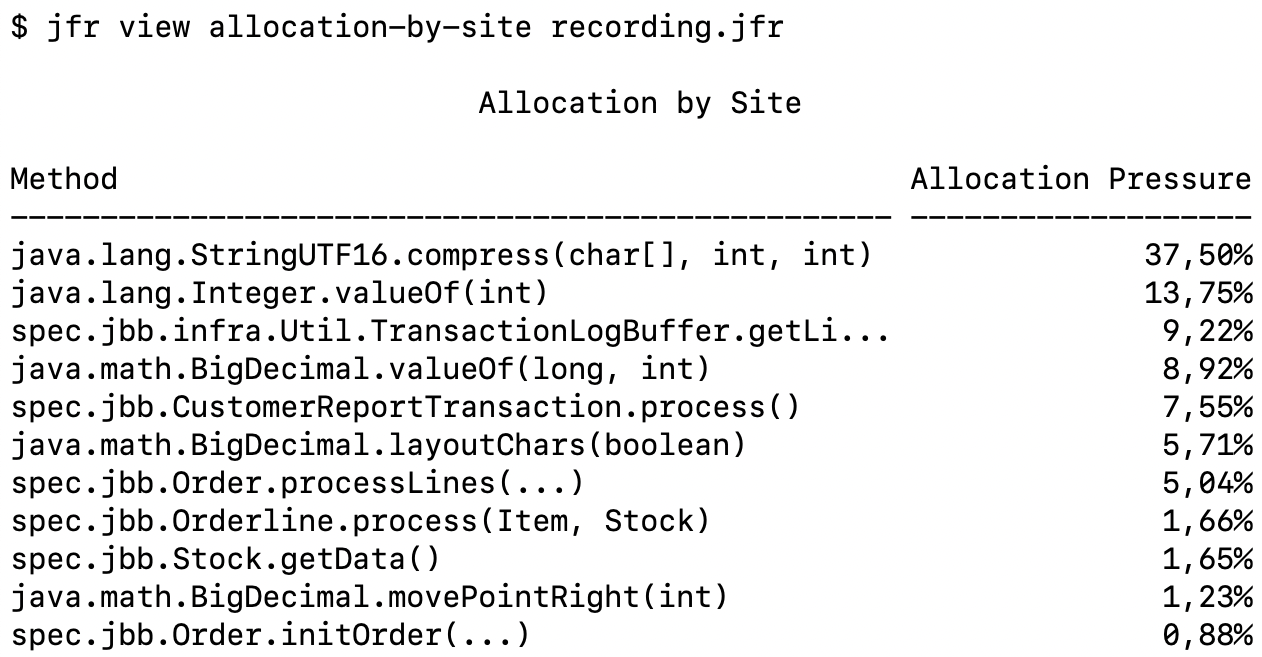 $ jfr view allocation-by-site recording.jfr
Allocation by Site
Method Allocation Pressure
------------------------------------------------- -------------------
java.lang.StringUTF16.compress(char[], int, int) 37,50%
java.lang.Integer.valueOf(int) 13,75%
spec.jbb.infra.Util.TransactionLogBuffer.getLi... 9,22%
java.math.BigDecimal.valueOf(long, int) 8,92%
spec.jbb.CustomerReportTransaction.process() 7,55%
java.math.BigDecimal.layoutChars(boolean) 5,71%
spec.jbb.Order.processLines(...) 5,04%
spec.jbb.Orderline.process(Item, Stock) 1,66%
spec.jbb.Stock.getData() 1,65%
java.math.BigDecimal.movePointRight(int) 1,23%
spec.jbb.Order.initOrder(...) 0,88%